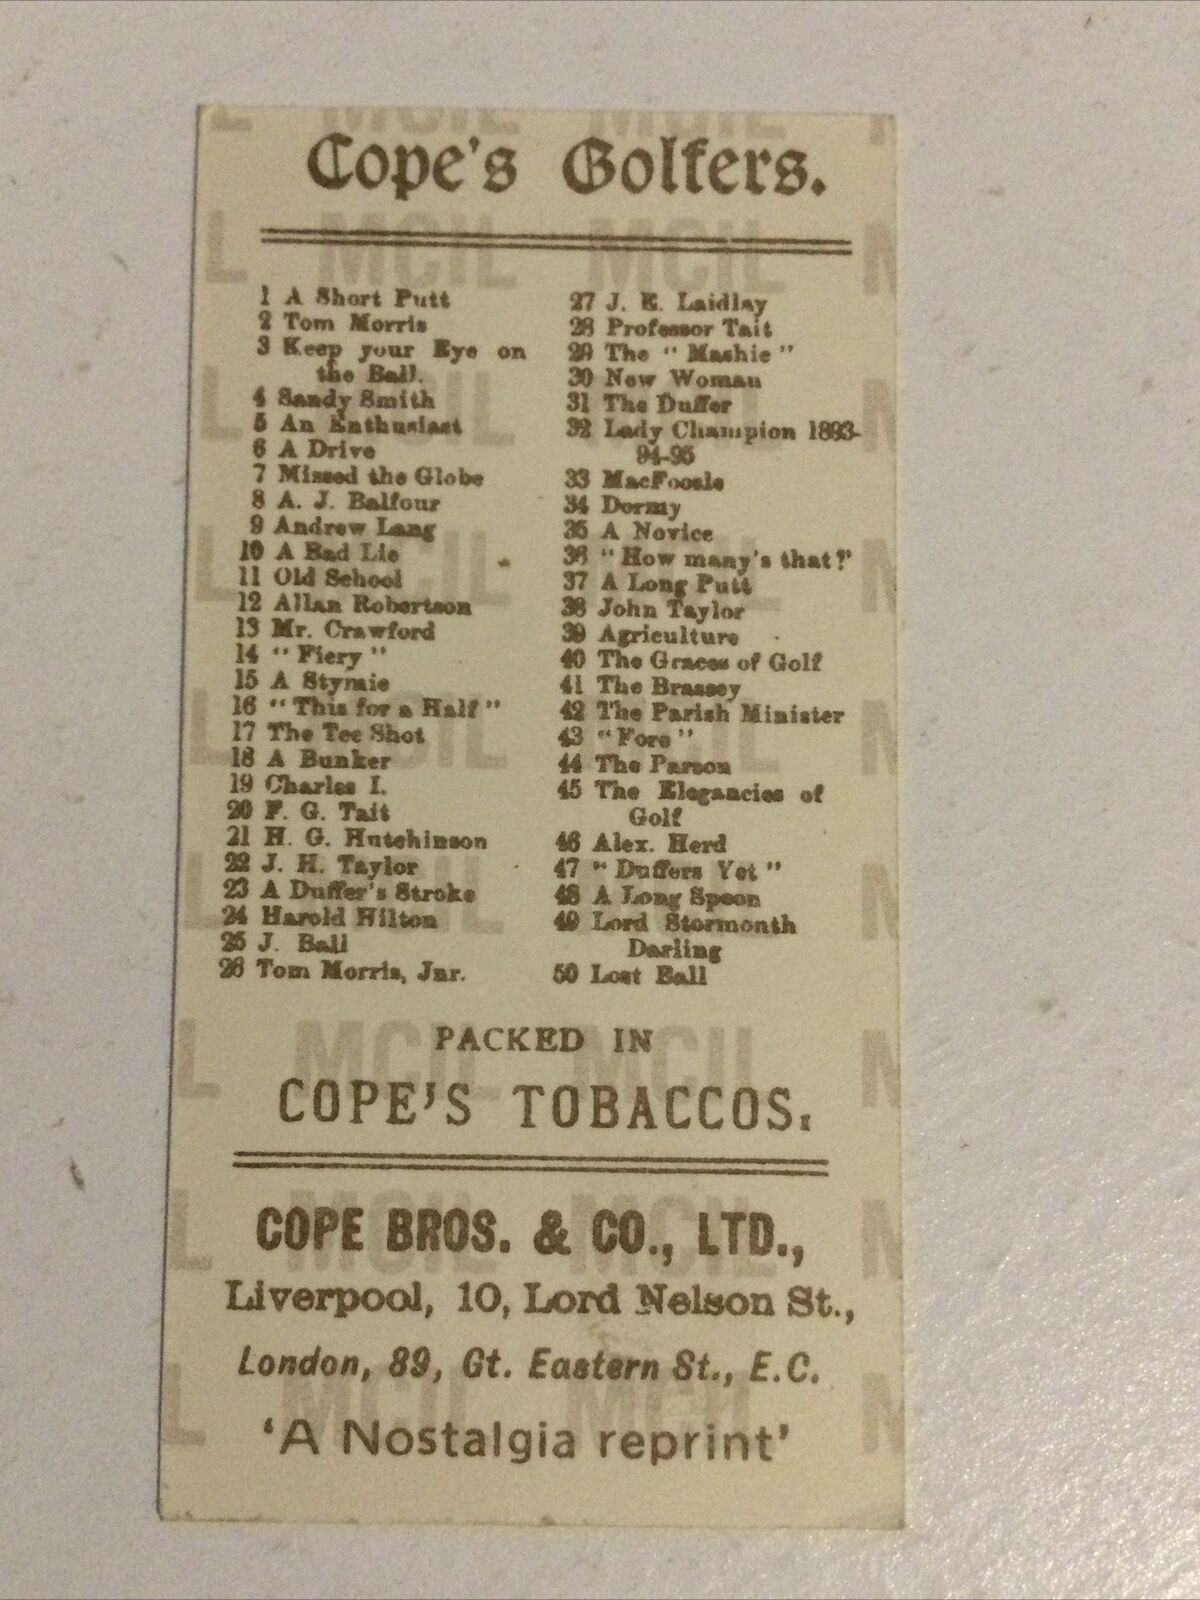 Cope's Golfers.
1 A Short Putt
2 Tom Morris
3 Keep your Eye on
the Ball.
4 Sandy Smith
5 An Enthusiast
6 A Drive
7 Missed the Globe
8 A. J. Balfour
9 Andrew Lang
10 A Bad Lie
11 Old School
12 Allan Robertson
13 Mr. Crawford
14 "Fiery"
15 A Stymie
16 "This for a Half"
17 The Tee Shot
18 A Bunker
19 Charles I.
20 F. G. Tait
21 H. G. Hutchinson
22 J. H. Taylor
23 A Duffer's Stroke
24 Harold Hilton
25 J. Ball
26 Tom Morris, Jnr.
27 J. E. Laidlay
28 Professor Tait
29 The "Mashie"
30 New Woman
31 The Duffer
32 Lady Champion 1893-
94-95
33 MacFoosle
34 Dormy
35 A Novice
36 "How many's that?"
37 A Long Putt
38 John Taylor
39 Agriculture
40 The Graces of Golf
41 The Brassey
42 The Parish Minister
43 "Fore"
44 The Parson
45 The Elegancies of
Golf
46 Alex. Herd
47 "Duffers Yet"
48 A Long Spoon
49 Lord Stormonth
Darling
50 Lost Ball
PACKED IN
COPE'S TOBACCOS.
COPE BROS. & CO., LTD.,
Liverpool, 10, Lord Nelson St.,
London, 89, Gt. Eastern St., E.C.
'A Nostalgia reprint'